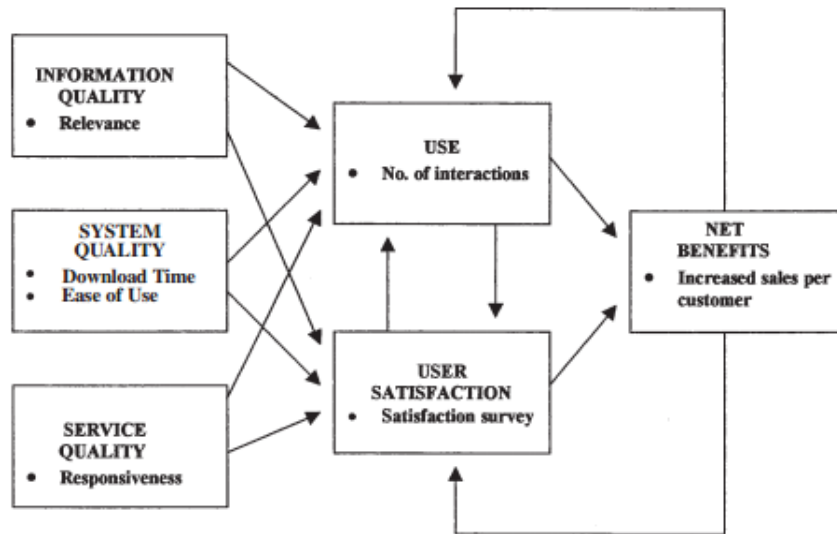 INFORMATION
QUALITY
• Relevance
SYSTEM
QUALITY
• Download Time
• Ease of Use
SERVICE
QUALITY
• Responsiveness
USE
• No. of interactions
USER
SATISFACTION
• Satisfaction survey
NET
BENEFITS
• Increased sales per
customer